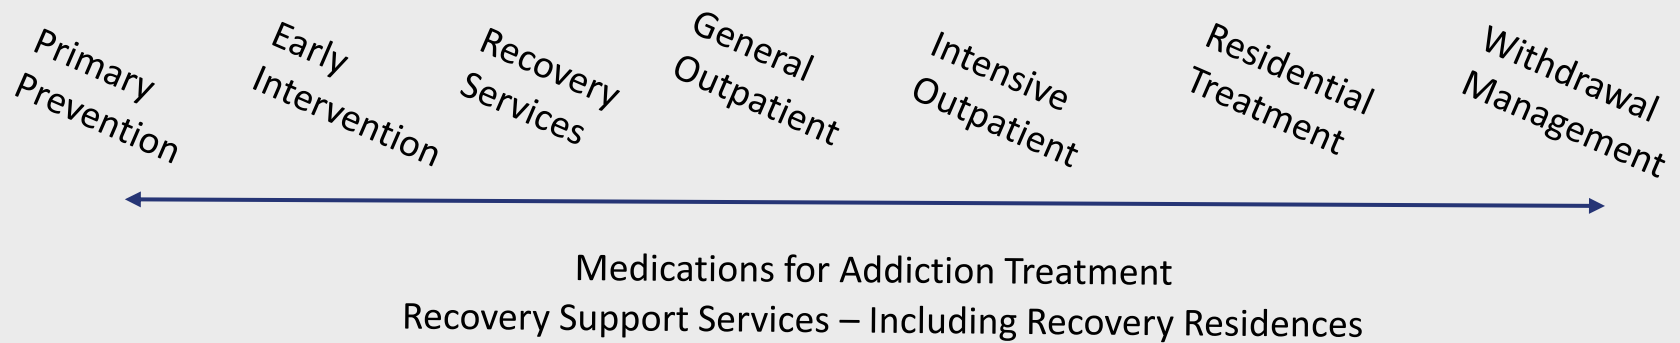 Primary
Prevention
Early
Intervention
Recovery
Services
General
Outpatient
Intensive
Outpatient
Residential
Treatment
Withdrawal
Management
Medications for Addiction Treatment
Recovery Support Services – Including Recovery Residences